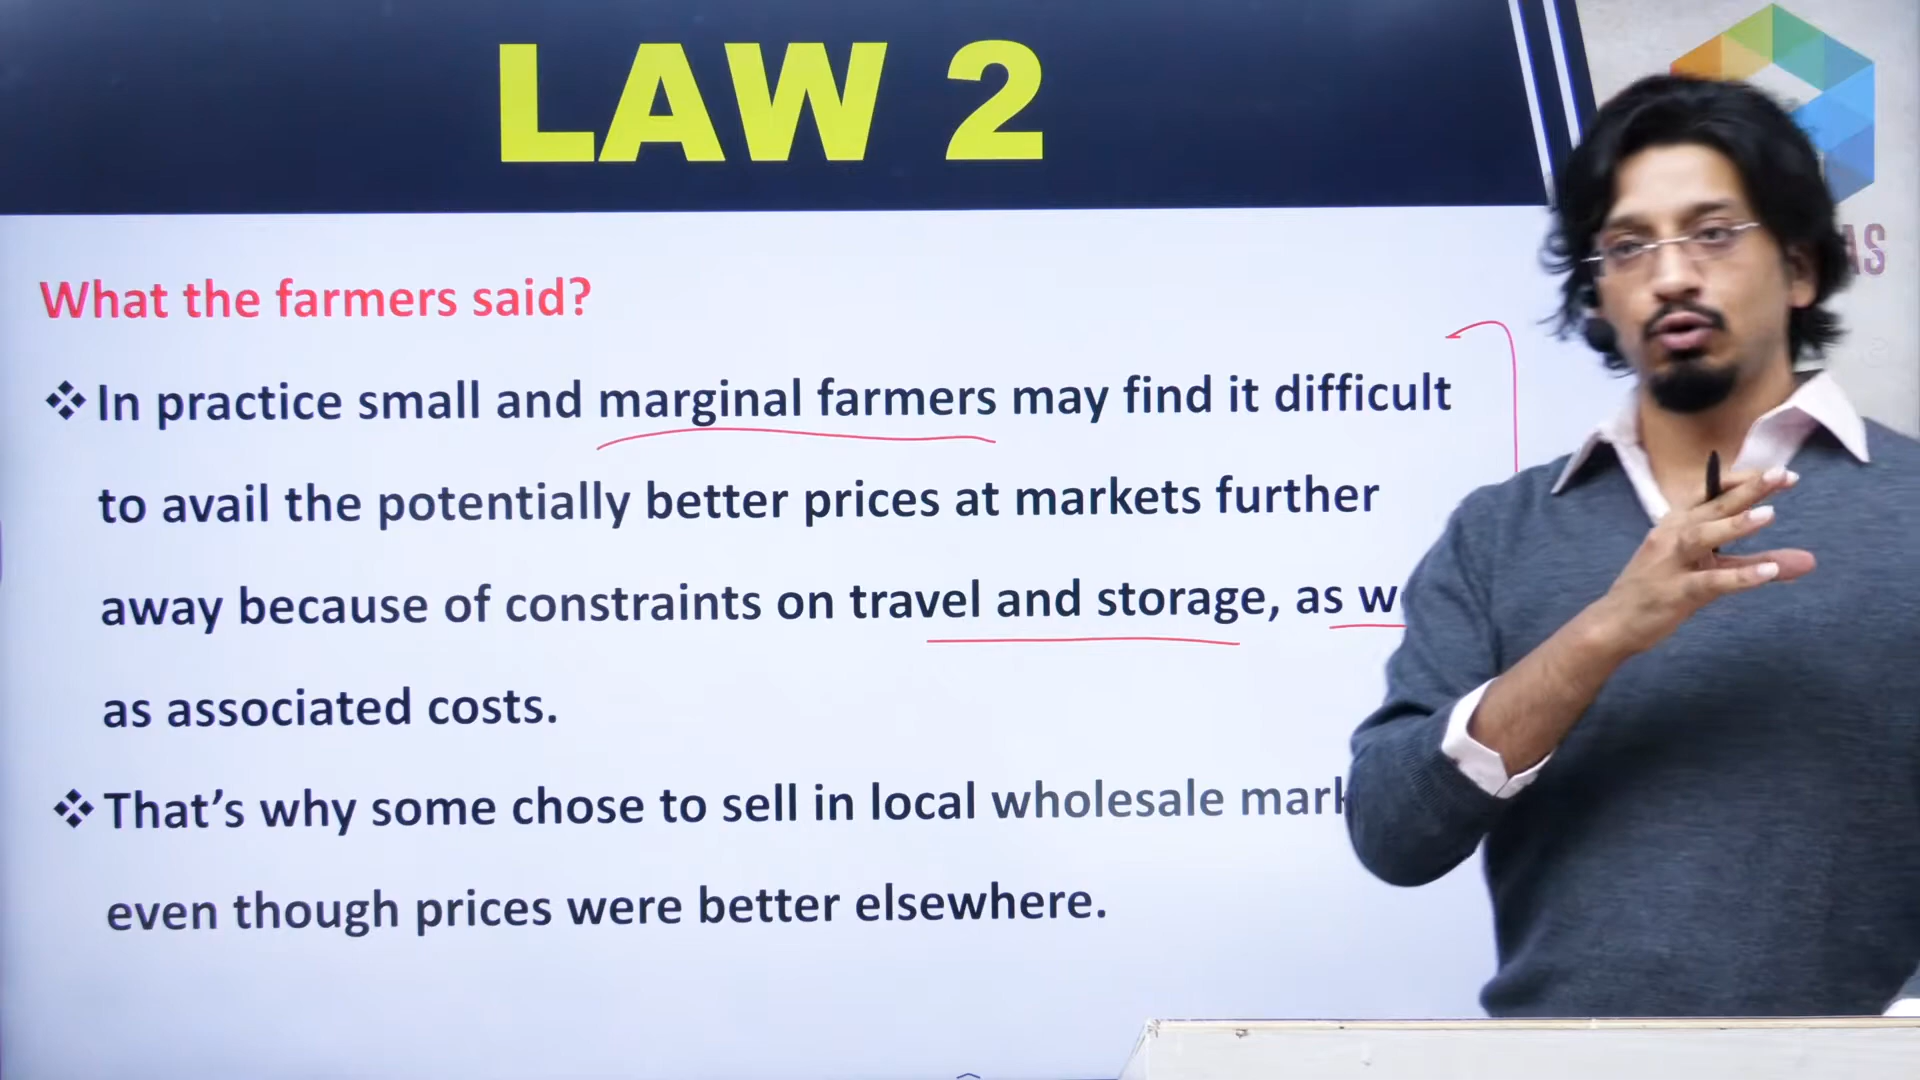 LAW 2
AS
What the farmers said?
❖ In practice small and marginal farmers may find it difficult
to avail the potentially better prices at markets further
away because of constraints on travel and storage, as
as associated costs.
❖ That's why some chose to sell in local wholesale
even though prices were better elsewhere.